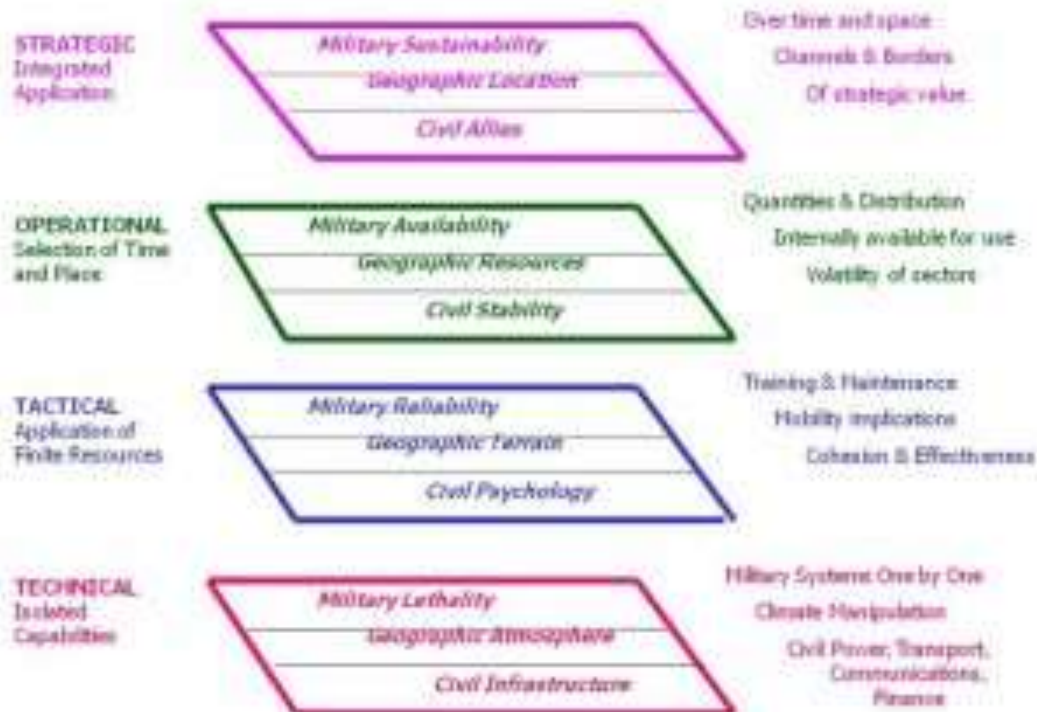 STRATEGIC
Integrated
Application
Military Sustainability
Geographic Location
Civil Allies
Over time and space
Channels & Borders
Of strategic value
OPERATIONAL
Selection of Time
and Place
Military Availability
Geographic Resources
Civil Stability
Quantities & Distribution
Internally available for use
Volatility of sectors
TACTICAL
Application of
Finite Resources
Military Reliability
Geographic Terrain
Civil Psychology
Training & Maintenance
Mobility implications
Cohesion & Effectiveness
TECHNICAL
Isolated
Capabilities
Military Lethality
Geographic Atmosphere
Civil Infrastructure
Military Systems One by One
Climate Manipulation
Civil Power, Transport,
Communications,
Finance